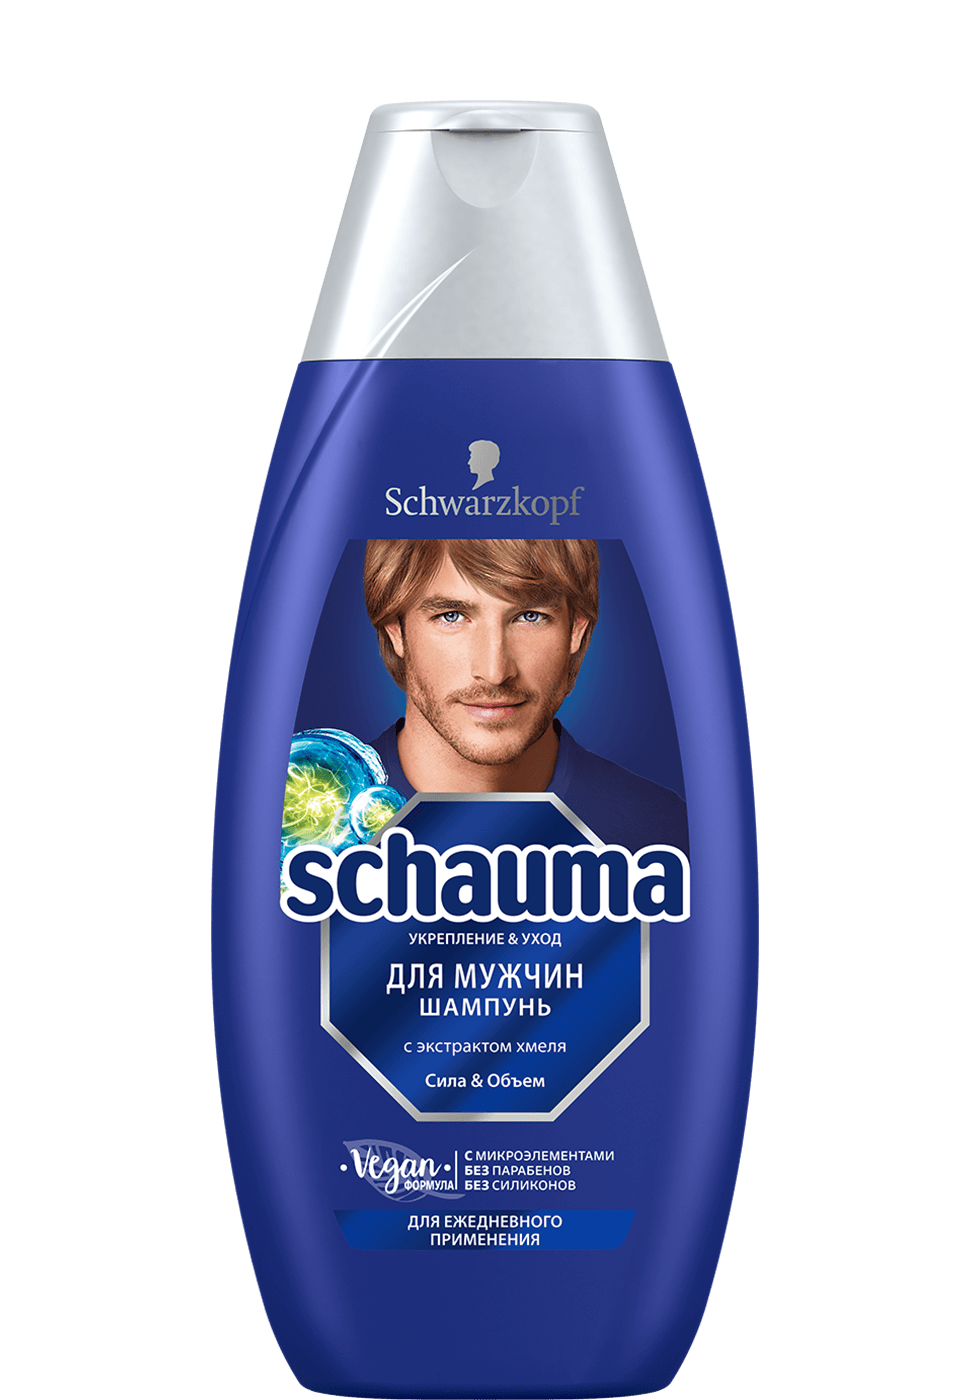 Schwarzkopf
schauma
УКРЕПЛЕНИЕ & УХОД
ДЛЯ МУЖЧИН
ШАМПУНЬ
с экстрактом хмеля
Сила & Объем
Vegan
ФОРМУЛА
С МИКРОЭЛЕМЕНТАМИ
БЕЗ ПАРАБЕНОВ
БЕЗ СИЛИКОНОВ
ДЛЯ ЕЖЕДНЕВНОГО
ПРИМЕНЕНИЯ